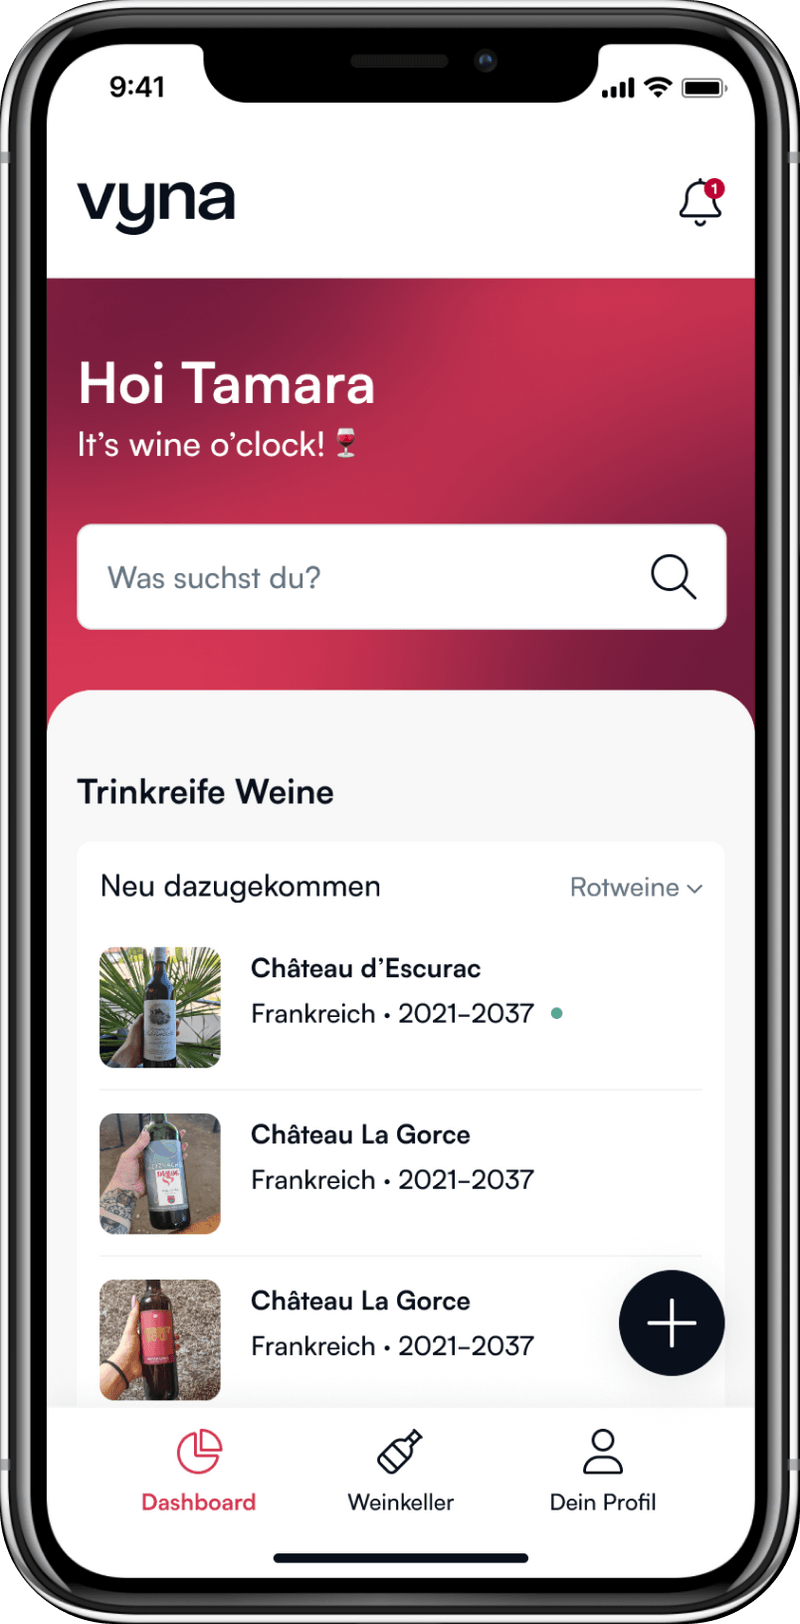 9:41
vyna
1
Hoi Tamara
It's wine o'clock! 🍷
Was suchst du?
Trinkreife Weine
Neu dazugekommen
Rotweine
Château d'Escurac
Frankreich • 2021–2037
Château La Gorce
Frankreich • 2021–2037
Château La Gorce
Frankreich • 2021–2037
Dashboard
Weinkeller
Dein Profil